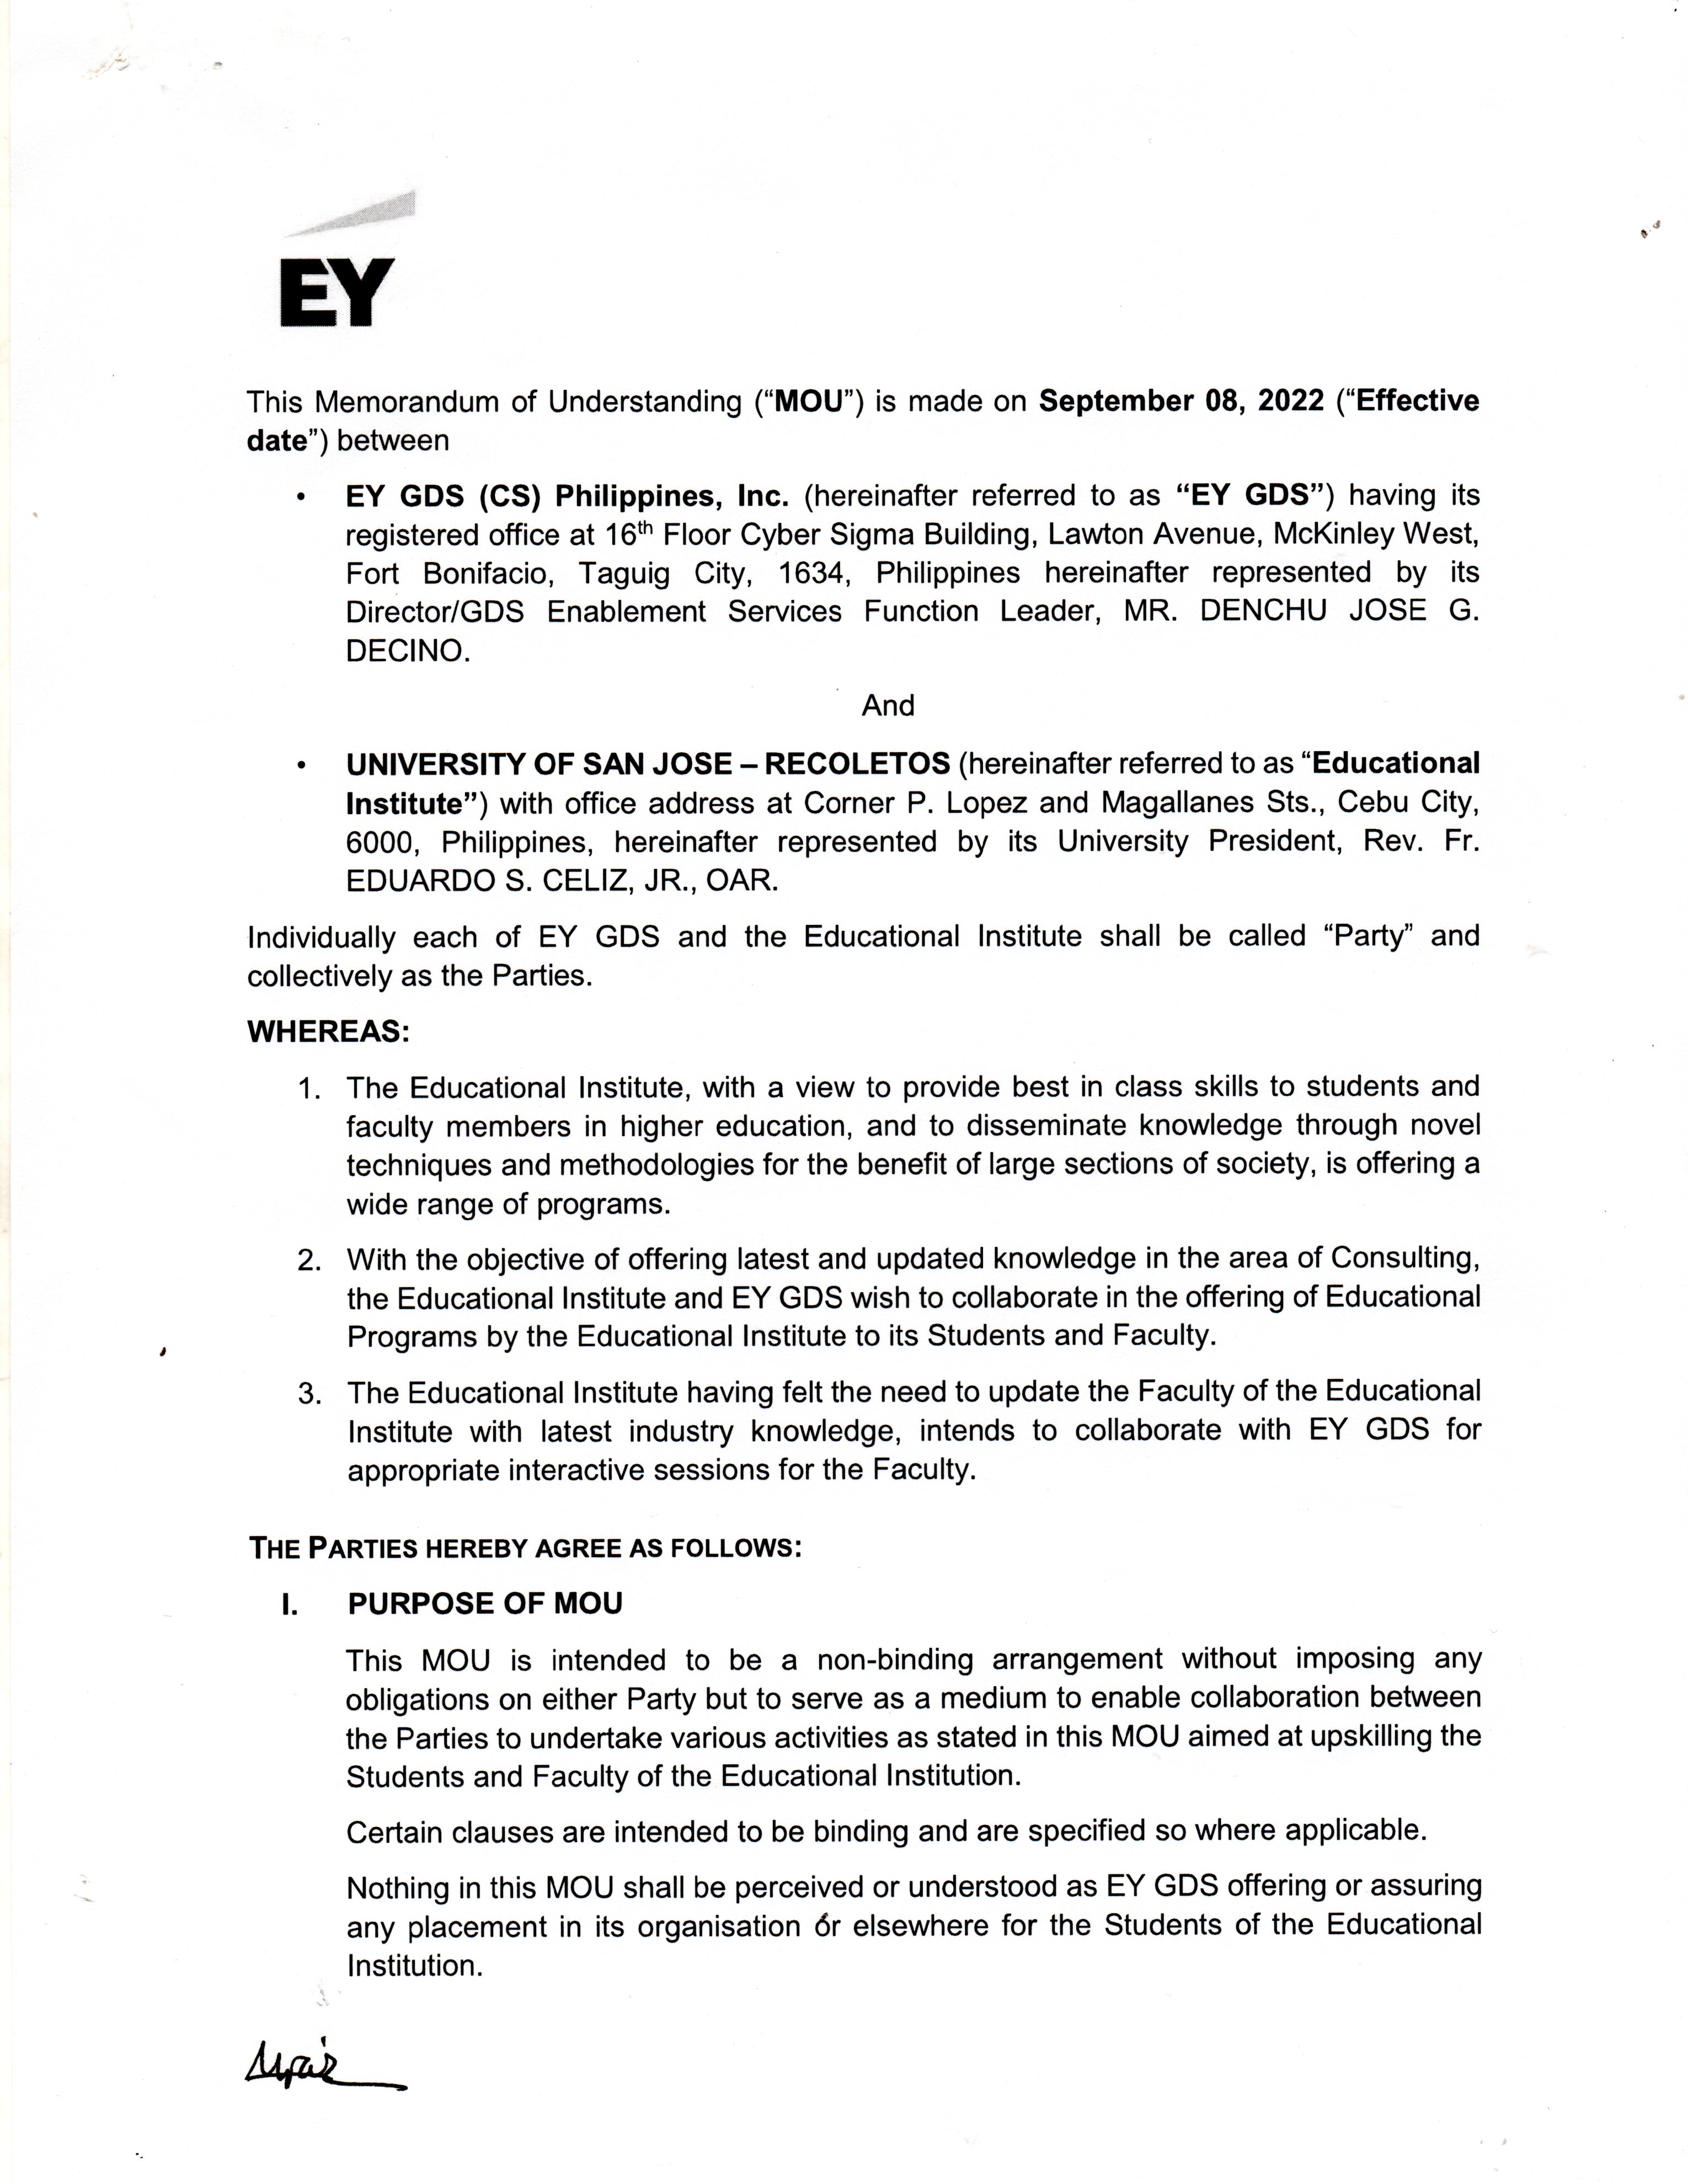 EY
This Memorandum of Understanding (“MOU”) is made on September 08, 2022 (“Effective
date”) between
• EY GDS (CS) Philippines, Inc. (hereinafter referred to as “EY GDS”) having its
registered office at 16th Floor Cyber Sigma Building, Lawton Avenue, McKinley West,
Fort Bonifacio, Taguig City, 1634, Philippines hereinafter represented by its
Director/GDS Enablement Services Function Leader, MR. DENCHU JOSE G.
DECINO.
And
• UNIVERSITY OF SAN JOSE – RECOLETOS (hereinafter referred to as “Educational
Institute”) with office address at Corner P. Lopez and Magallanes Sts., Cebu City,
6000, Philippines, hereinafter represented by its University President, Rev. Fr.
EDUARDO S. CELIZ, JR., OAR.
Individually each of EY GDS and the Educational Institute shall be called “Party” and
collectively as the Parties.
WHEREAS:
1. The Educational Institute, with a view to provide best in class skills to students and
faculty members in higher education, and to disseminate knowledge through novel
techniques and methodologies for the benefit of large sections of society, is offering a
wide range of programs.
2. With the objective of offering latest and updated knowledge in the area of Consulting,
the Educational Institute and EY GDS wish to collaborate in the offering of Educational
Programs by the Educational Institute to its Students and Faculty.
3. The Educational Institute having felt the need to update the Faculty of the Educational
Institute with latest industry knowledge, intends to collaborate with EY GDS for
appropriate interactive sessions for the Faculty.
THE PARTIES HEREBY AGREE AS FOLLOWS:
I. PURPOSE OF MOU
This MOU is intended to be a non-binding arrangement without imposing any
obligations on either Party but to serve as a medium to enable collaboration between
the Parties to undertake various activities as stated in this MOU aimed at upskilling the
Students and Faculty of the Educational Institution.
Certain clauses are intended to be binding and are specified so where applicable.
Nothing in this MOU shall be perceived or understood as EY GDS offering or assuring
any placement in its organisation or elsewhere for the Students of the Educational
Institution.